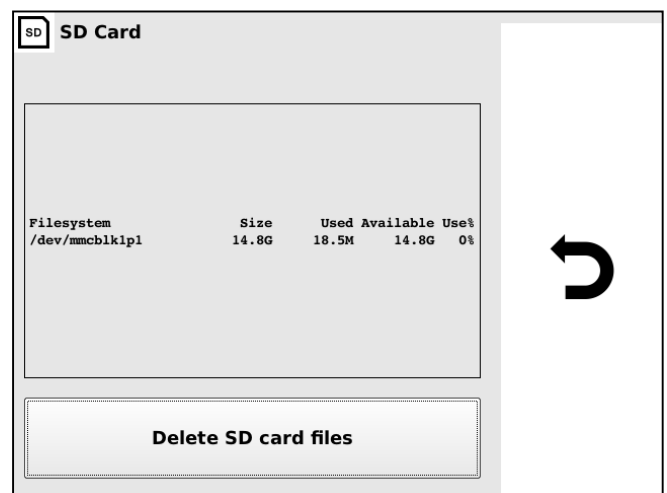 SD SD Card
Filesystem Size Used Available Use%
/dev/mmcblk1p1 14.8G 18.5M 14.8G 0%
Delete SD card files